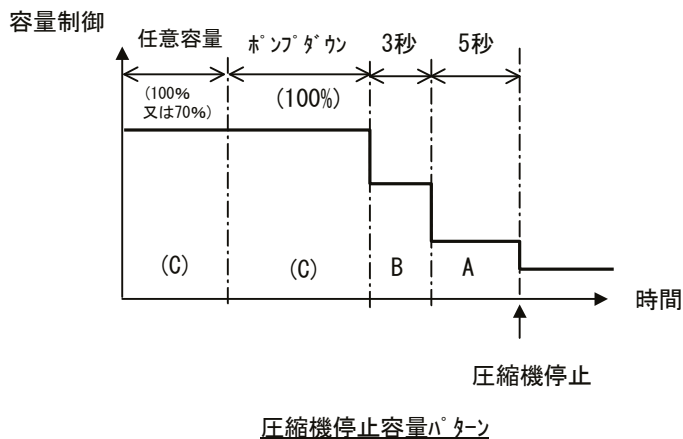 容量制御
任意容量
ﾎﾟﾝﾌﾟﾀﾞｳﾝ
3秒
5秒
(100%
又は70%)
(100%)
(C)
(C)
B
A
時間
圧縮機停止
圧縮機停止容量ﾊﾟﾀｰﾝ